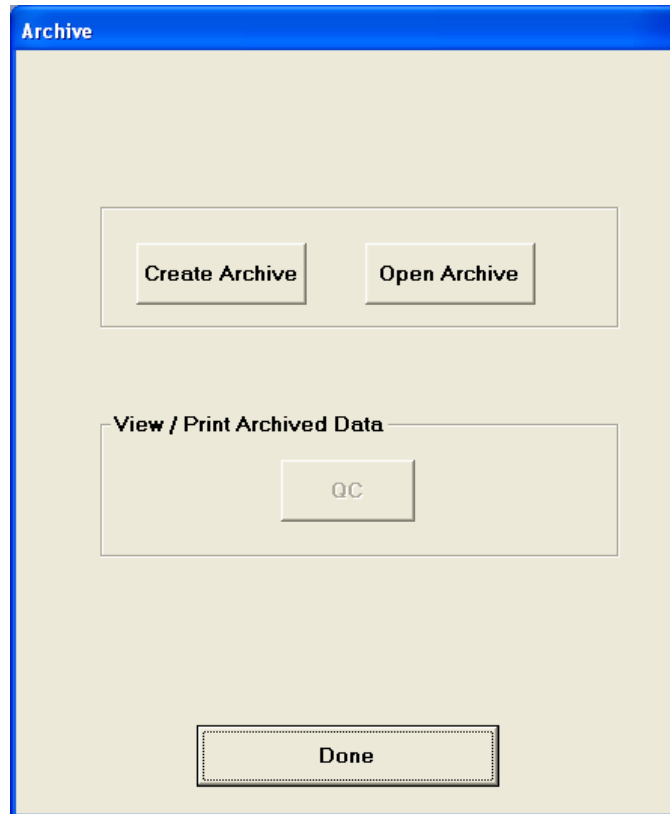 Archive
Create Archive Open Archive
View / Print Archived Data
QC
Done